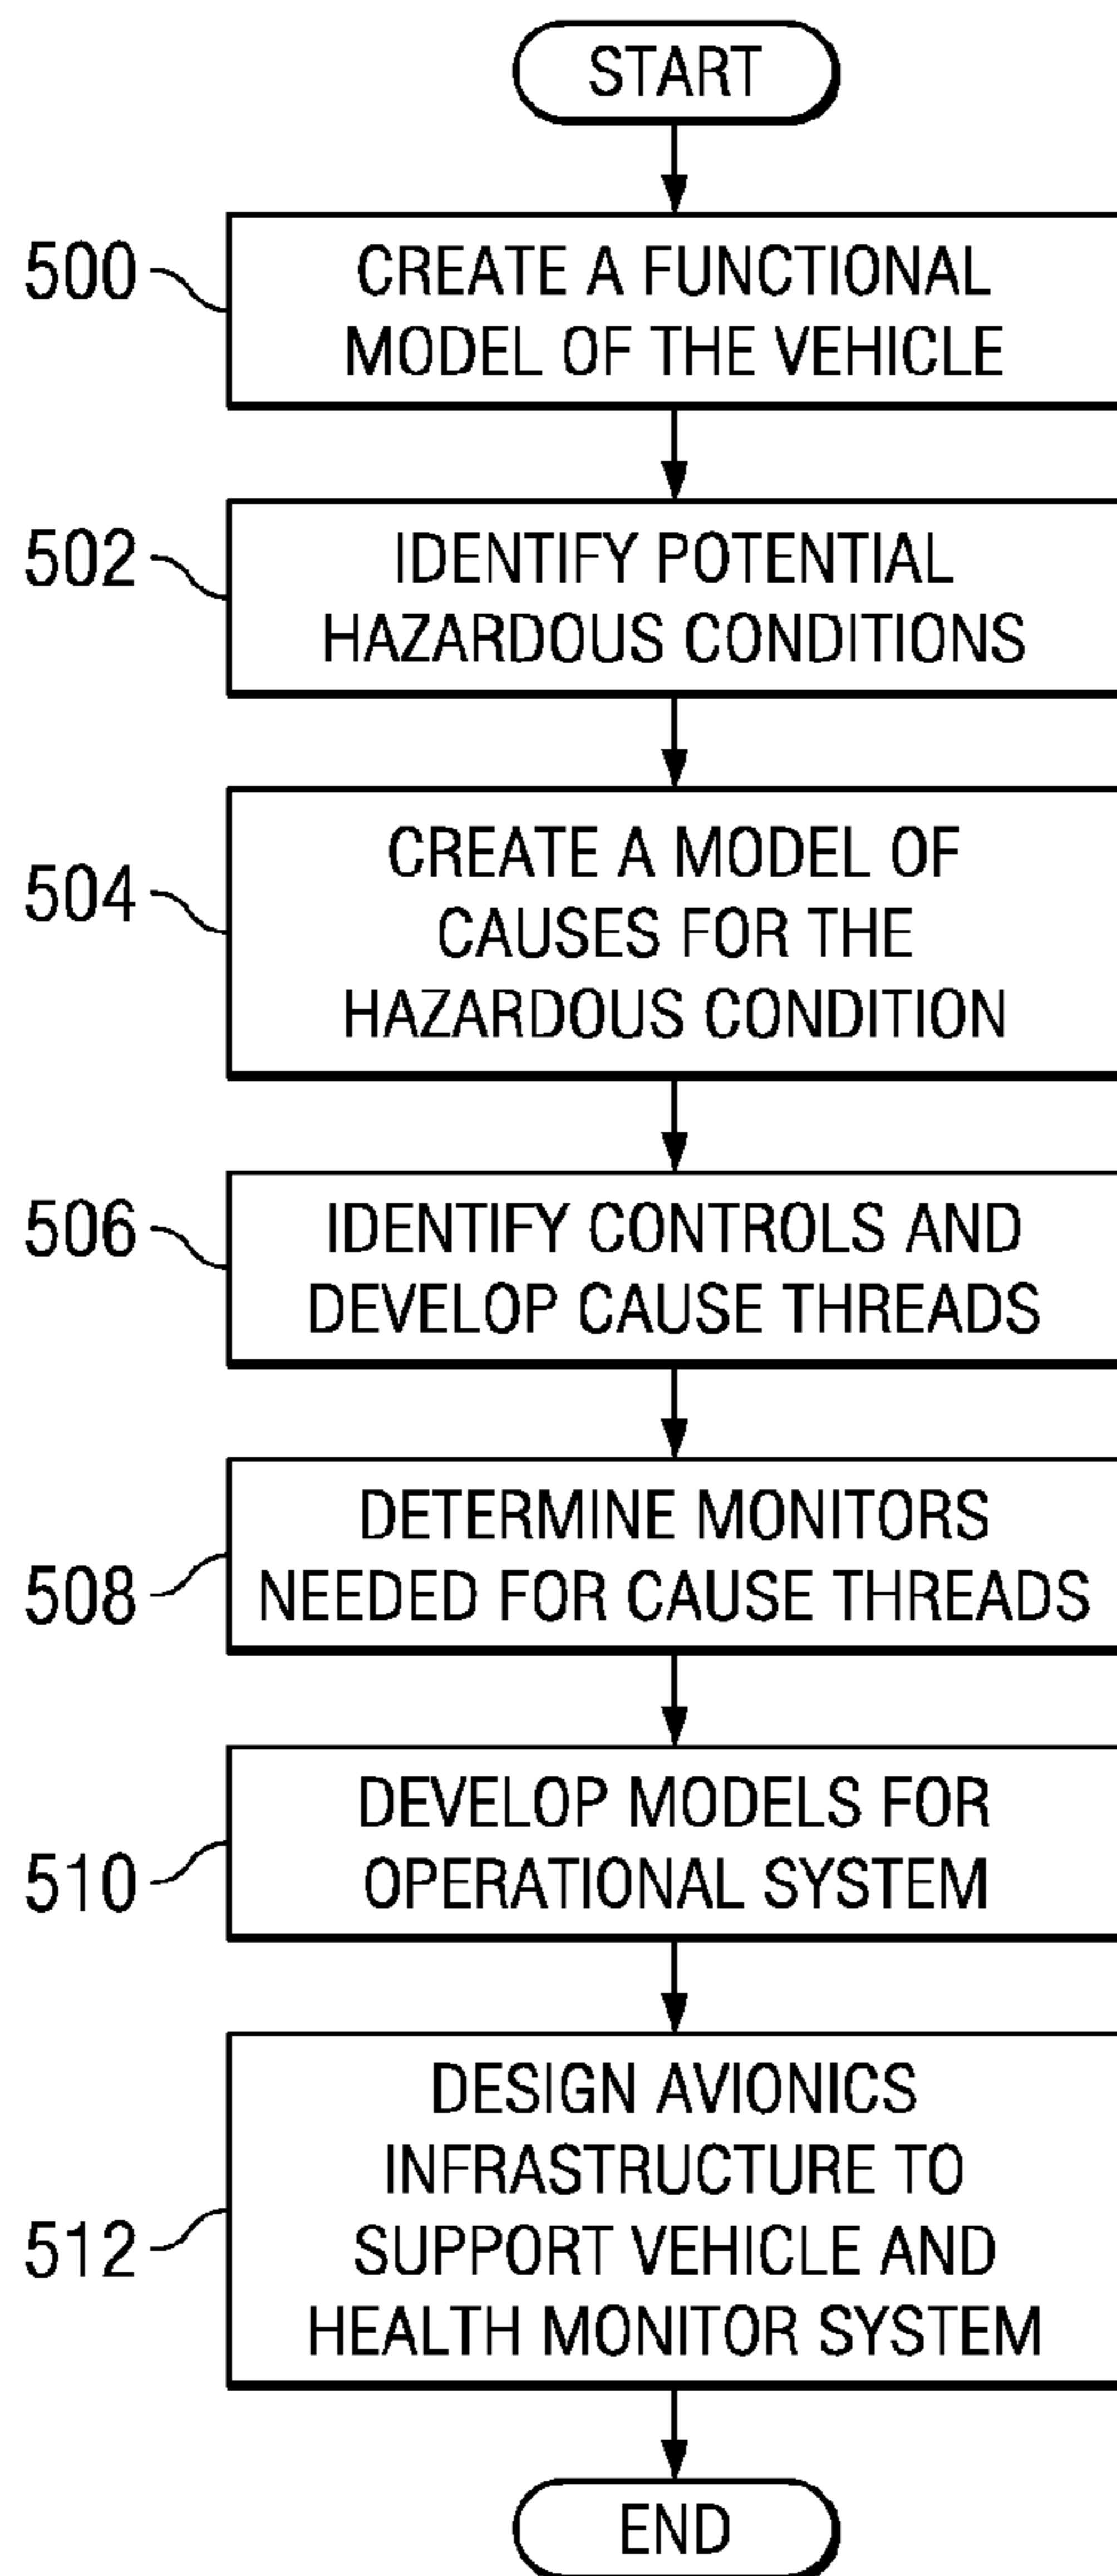 START
500
CREATE A FUNCTIONAL
MODEL OF THE VEHICLE
502
IDENTIFY POTENTIAL
HAZARDOUS CONDITIONS
504
CREATE A MODEL OF
CAUSES FOR THE
HAZARDOUS CONDITION
506
IDENTIFY CONTROLS AND
DEVELOP CAUSE THREADS
508
DETERMINE MONITORS
NEEDED FOR CAUSE THREADS
510
DEVELOP MODELS FOR
OPERATIONAL SYSTEM
512
DESIGN AVIONICS
INFRASTRUCTURE TO
SUPPORT VEHICLE AND
HEALTH MONITOR SYSTEM
END